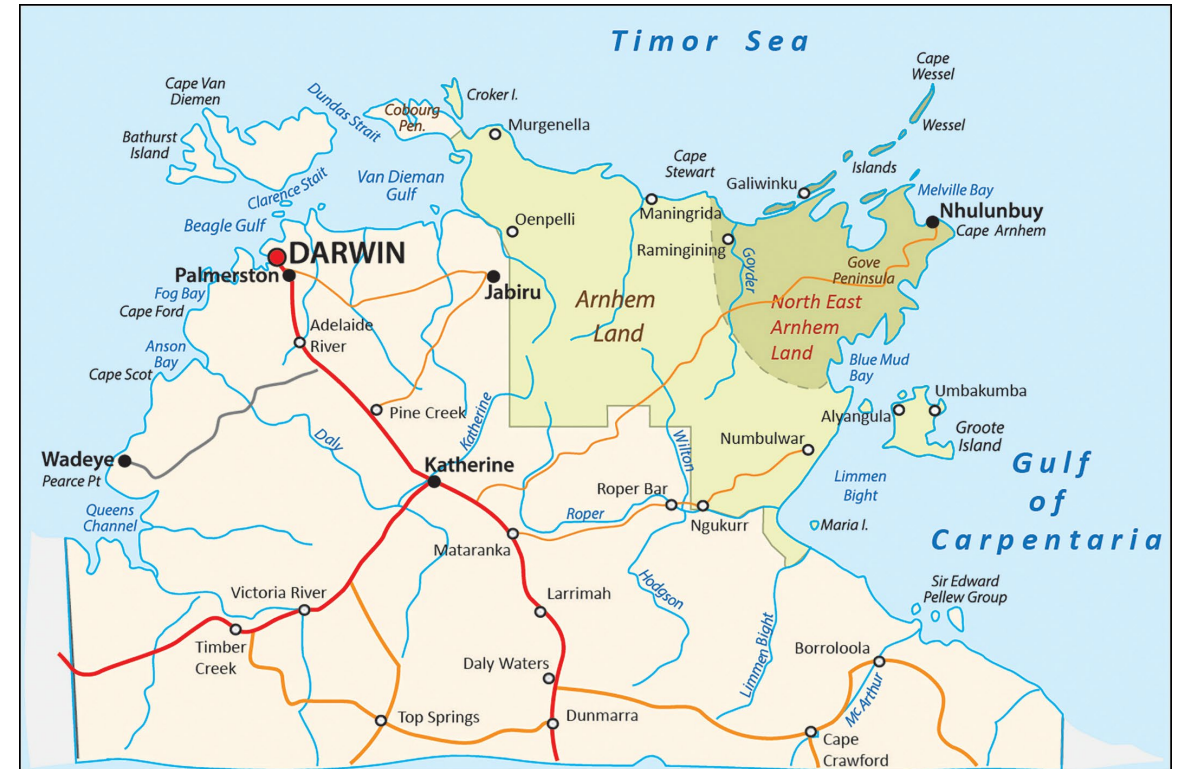 Timor Sea
Cape
Wessel
Cape Van
Diemen
Dundas Strait
Croker I.
Cobourg
Pen.
Murgenella
Wessel
Bathurst
Island
Cape
Stewart
Islands
Van Dieman
Gulf
Clarence Stait
Galiwinku
Melville Bay
Beagle Gulf
Oenpelli
Maningrida
Nhulunbuy
Cape Arnhem
DARWIN
Ramingining
Goyder
Gove
Peninsula
Palmerston
Jabiru
Fog Bay
Cape Ford
Arnhem
Land
North East
Arnhem
Land
Adelaide
River
Anson
Bay
Cape Scot
Blue Mud
Bay
Umbakumba
Pine Creek
Katherine
Alyangula
Groote
Island
Daly
Wilton
Numbulwar
Wadeye
Pearce Pt
Katherine
Gulf
of
Carpentaria
Limmen
Bight
Roper Bar
Queens
Channel
Roper
Ngukurr
Maria I.
Mataranka
Hodgson
Sir Edward
Pellew Group
Victoria River
Larrimah
Limmen Bight
Timber
Creek
Borroloola
Daly Waters
Mc Arthur
Top Springs
Dunmarra
Cape
Crawford